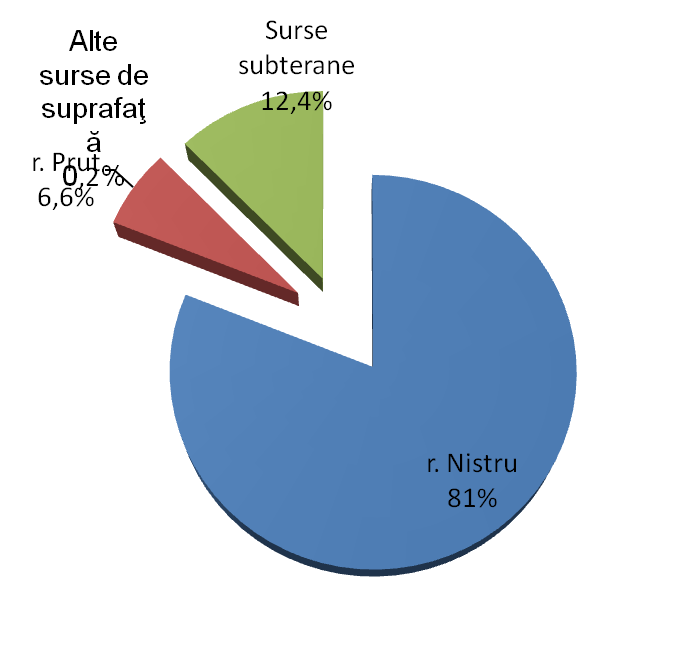 Alte
surse de
suprafaţ
ă
0,2%
r. Prut
6,6%
Surse
subterane
12,4%
r. Nistru
81%